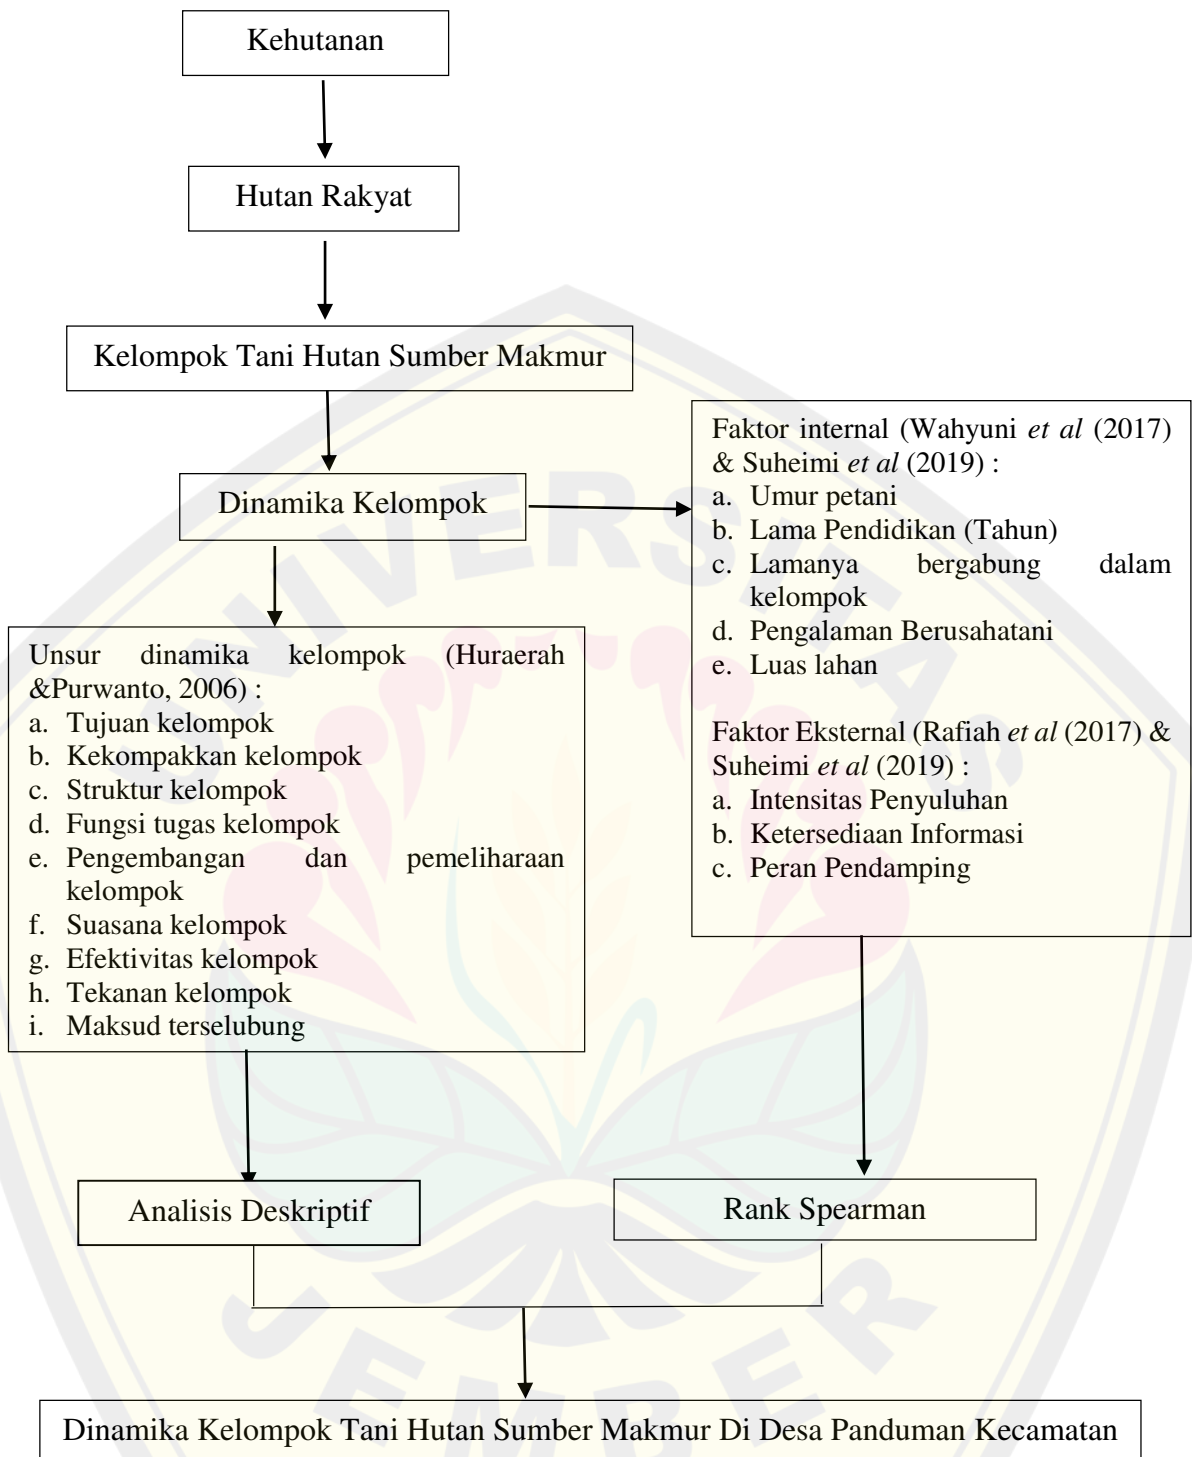 Kehutanan
Hutan Rakyat
Kelompok Tani Hutan Sumber Makmur
Dinamika Kelompok
Faktor internal (Wahyuni et al (2017)
& Suheimi et al (2019) :
a. Umur petani
b. Lama Pendidikan (Tahun)
c. Lamanya bergabung dalam
kelompok
d. Pengalaman Berusahatani
e. Luas lahan
Faktor Eksternal (Rafiah et al (2017) &
Suheimi et al (2019) :
a. Intensitas Penyuluhan
b. Ketersediaan Informasi
c. Peran Pendamping
Unsur dinamika kelompok (Huraerah
&Purwanto, 2006) :
a. Tujuan kelompok
b. Kekompakkan kelompok
c. Struktur kelompok
d. Fungsi tugas kelompok
e. Pengembangan dan pemeliharaan
kelompok
f. Suasana kelompok
g. Efektivitas kelompok
h. Tekanan kelompok
i. Maksud terselubung
Analisis Deskriptif
Rank Spearman
Dinamika Kelompok Tani Hutan Sumber Makmur Di Desa Panduman Kecamatan
UNIVERSITAS
JEMBER